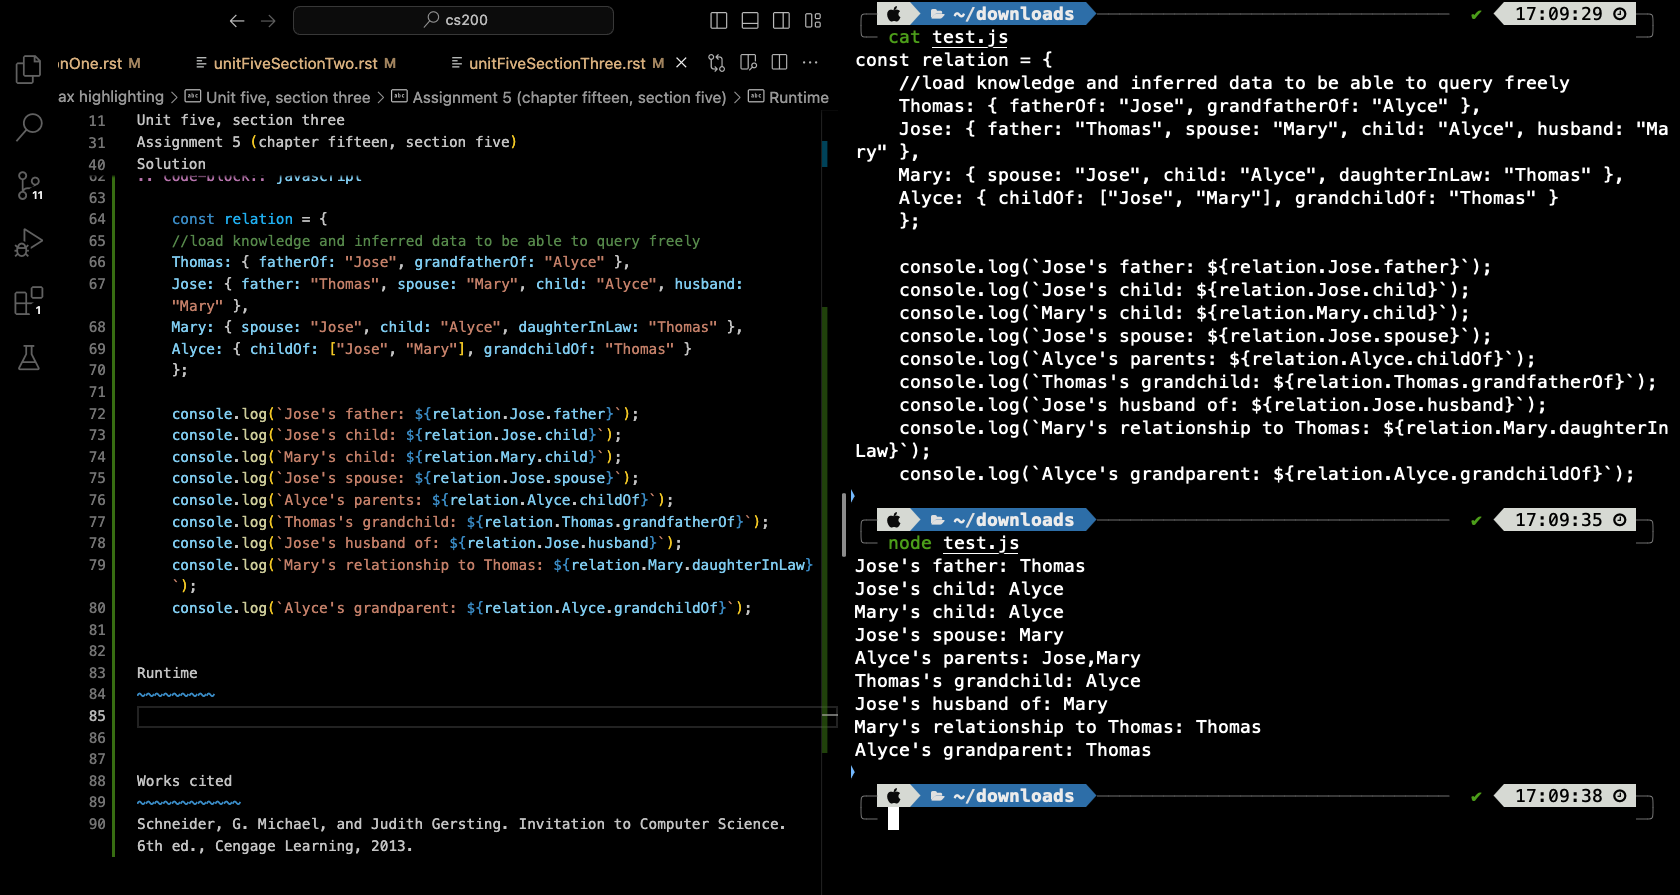 cs200
nOne.rst M
unitFiveSectionTwo.rst M
unitFiveSectionThree.rst M
ax highlighting > Unit five, section three > Assignment 5 (chapter fifteen, section five) > Runtime
11 Unit five, section three
31 Assignment 5 (chapter fifteen, section five)
40 Solution
62 .. code-block:: javascript
63
64 const relation = {
65 //load knowledge and inferred data to be able to query freely
66 Thomas: { fatherOf: "Jose", grandfatherOf: "Alyce" },
67 Jose: { father: "Thomas", spouse: "Mary", child: "Alyce", husband:
"Mary" },
68 Mary: { spouse: "Jose", child: "Alyce", daughterInLaw: "Thomas" },
69 Alyce: { childOf: ["Jose", "Mary"], grandchildOf: "Thomas" }
70 };
71
72 console.log(`Jose's father: ${relation.Jose.father}`);
73 console.log(`Jose's child: ${relation.Jose.child}`);
74 console.log(`Mary's child: ${relation.Mary.child}`);
75 console.log(`Jose's spouse: ${relation.Jose.spouse}`);
76 console.log(`Alyce's parents: ${relation.Alyce.childOf}`);
77 console.log(`Thomas's grandchild: ${relation.Thomas.grandfatherOf}`);
78 console.log(`Jose's husband of: ${relation.Jose.husband}`);
79 console.log(`Mary's relationship to Thomas: ${relation.Mary.daughterInLaw}
`);
80 console.log(`Alyce's grandparent: ${relation.Alyce.grandchildOf}`);
81
82
83 Runtime
84 ~~~~~~~~~
85
86
87
88 Works cited
89 ~~~~~~~~~~~~
90 Schneider, G. Michael, and Judith Gersting. Invitation to Computer Science.
6th ed., Cengage Learning, 2013.
11
1
~/downloads ✔ 17:09:29
cat test.js
const relation = {
//load knowledge and inferred data to be able to query freely
Thomas: { fatherOf: "Jose", grandfatherOf: "Alyce" },
Jose: { father: "Thomas", spouse: "Mary", child: "Alyce", husband: "Ma
ry" },
Mary: { spouse: "Jose", child: "Alyce", daughterInLaw: "Thomas" },
Alyce: { childOf: ["Jose", "Mary"], grandchildOf: "Thomas" }
};
console.log(`Jose's father: ${relation.Jose.father}`);
console.log(`Jose's child: ${relation.Jose.child}`);
console.log(`Mary's child: ${relation.Mary.child}`);
console.log(`Jose's spouse: ${relation.Jose.spouse}`);
console.log(`Alyce's parents: ${relation.Alyce.childOf}`);
console.log(`Thomas's grandchild: ${relation.Thomas.grandfatherOf}`);
console.log(`Jose's husband of: ${relation.Jose.husband}`);
console.log(`Mary's relationship to Thomas: ${relation.Mary.daughterIn
Law}`);
console.log(`Alyce's grandparent: ${relation.Alyce.grandchildOf}`);
~/downloads ✔ 17:09:35
node test.js
Jose's father: Thomas
Jose's child: Alyce
Mary's child: Alyce
Jose's spouse: Mary
Alyce's parents: Jose,Mary
Thomas's grandchild: Alyce
Jose's husband of: Mary
Mary's relationship to Thomas: Thomas
Alyce's grandparent: Thomas
~/downloads ✔ 17:09:38